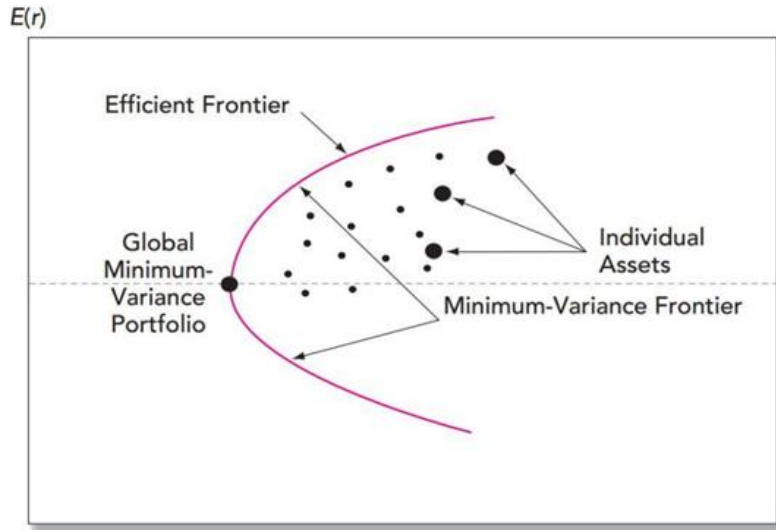 E(r)
Efficient Frontier
Global
Minimum-
Variance
Portfolio
Individual
Assets
Minimum-Variance Frontier